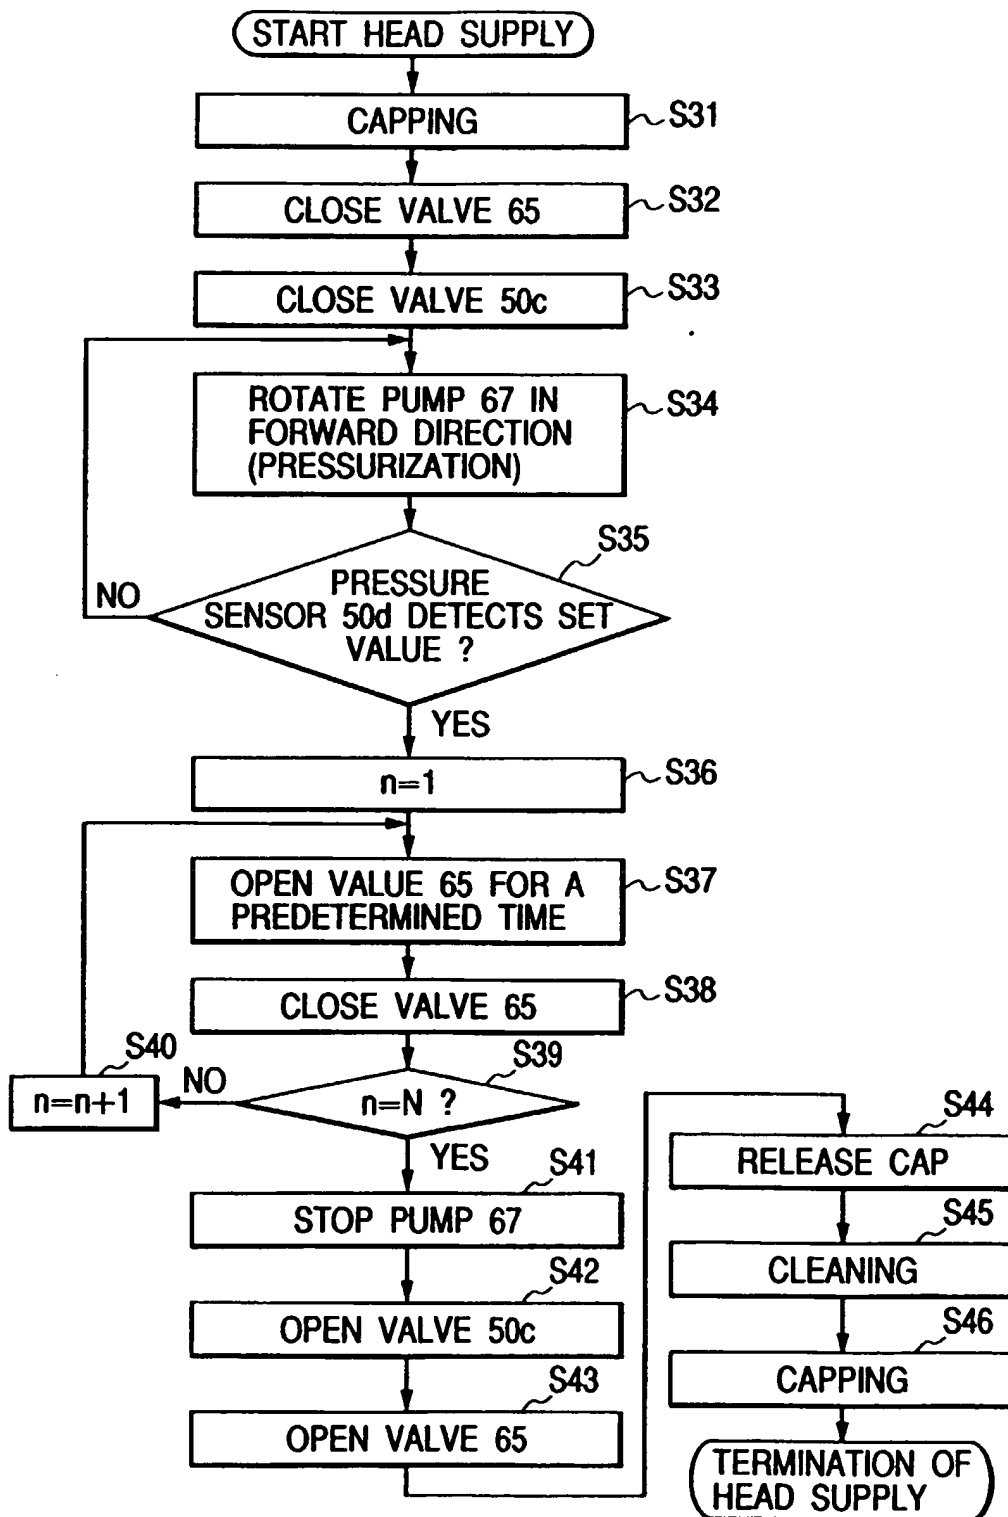 START HEAD SUPPLY
CAPPING
S31
CLOSE VALVE 65
S32
CLOSE VALVE 50c
S33
ROTATE PUMP 67 IN
FORWARD DIRECTION
(PRESSURIZATION)
S34
S35
PRESSURE
SENSOR 50d DETECTS SET
VALUE ?
NO
YES
n=1
S36
OPEN VALUE 65 FOR A
PREDETERMINED TIME
S37
CLOSE VALVE 65
S38
S39
n=N ?
NO
S40
n=n+1
YES
S41
STOP PUMP 67
S42
OPEN VALVE 50c
S43
OPEN VALVE 65
S44
RELEASE CAP
S45
CLEANING
S46
CAPPING
TERMINATION OF
HEAD SUPPLY